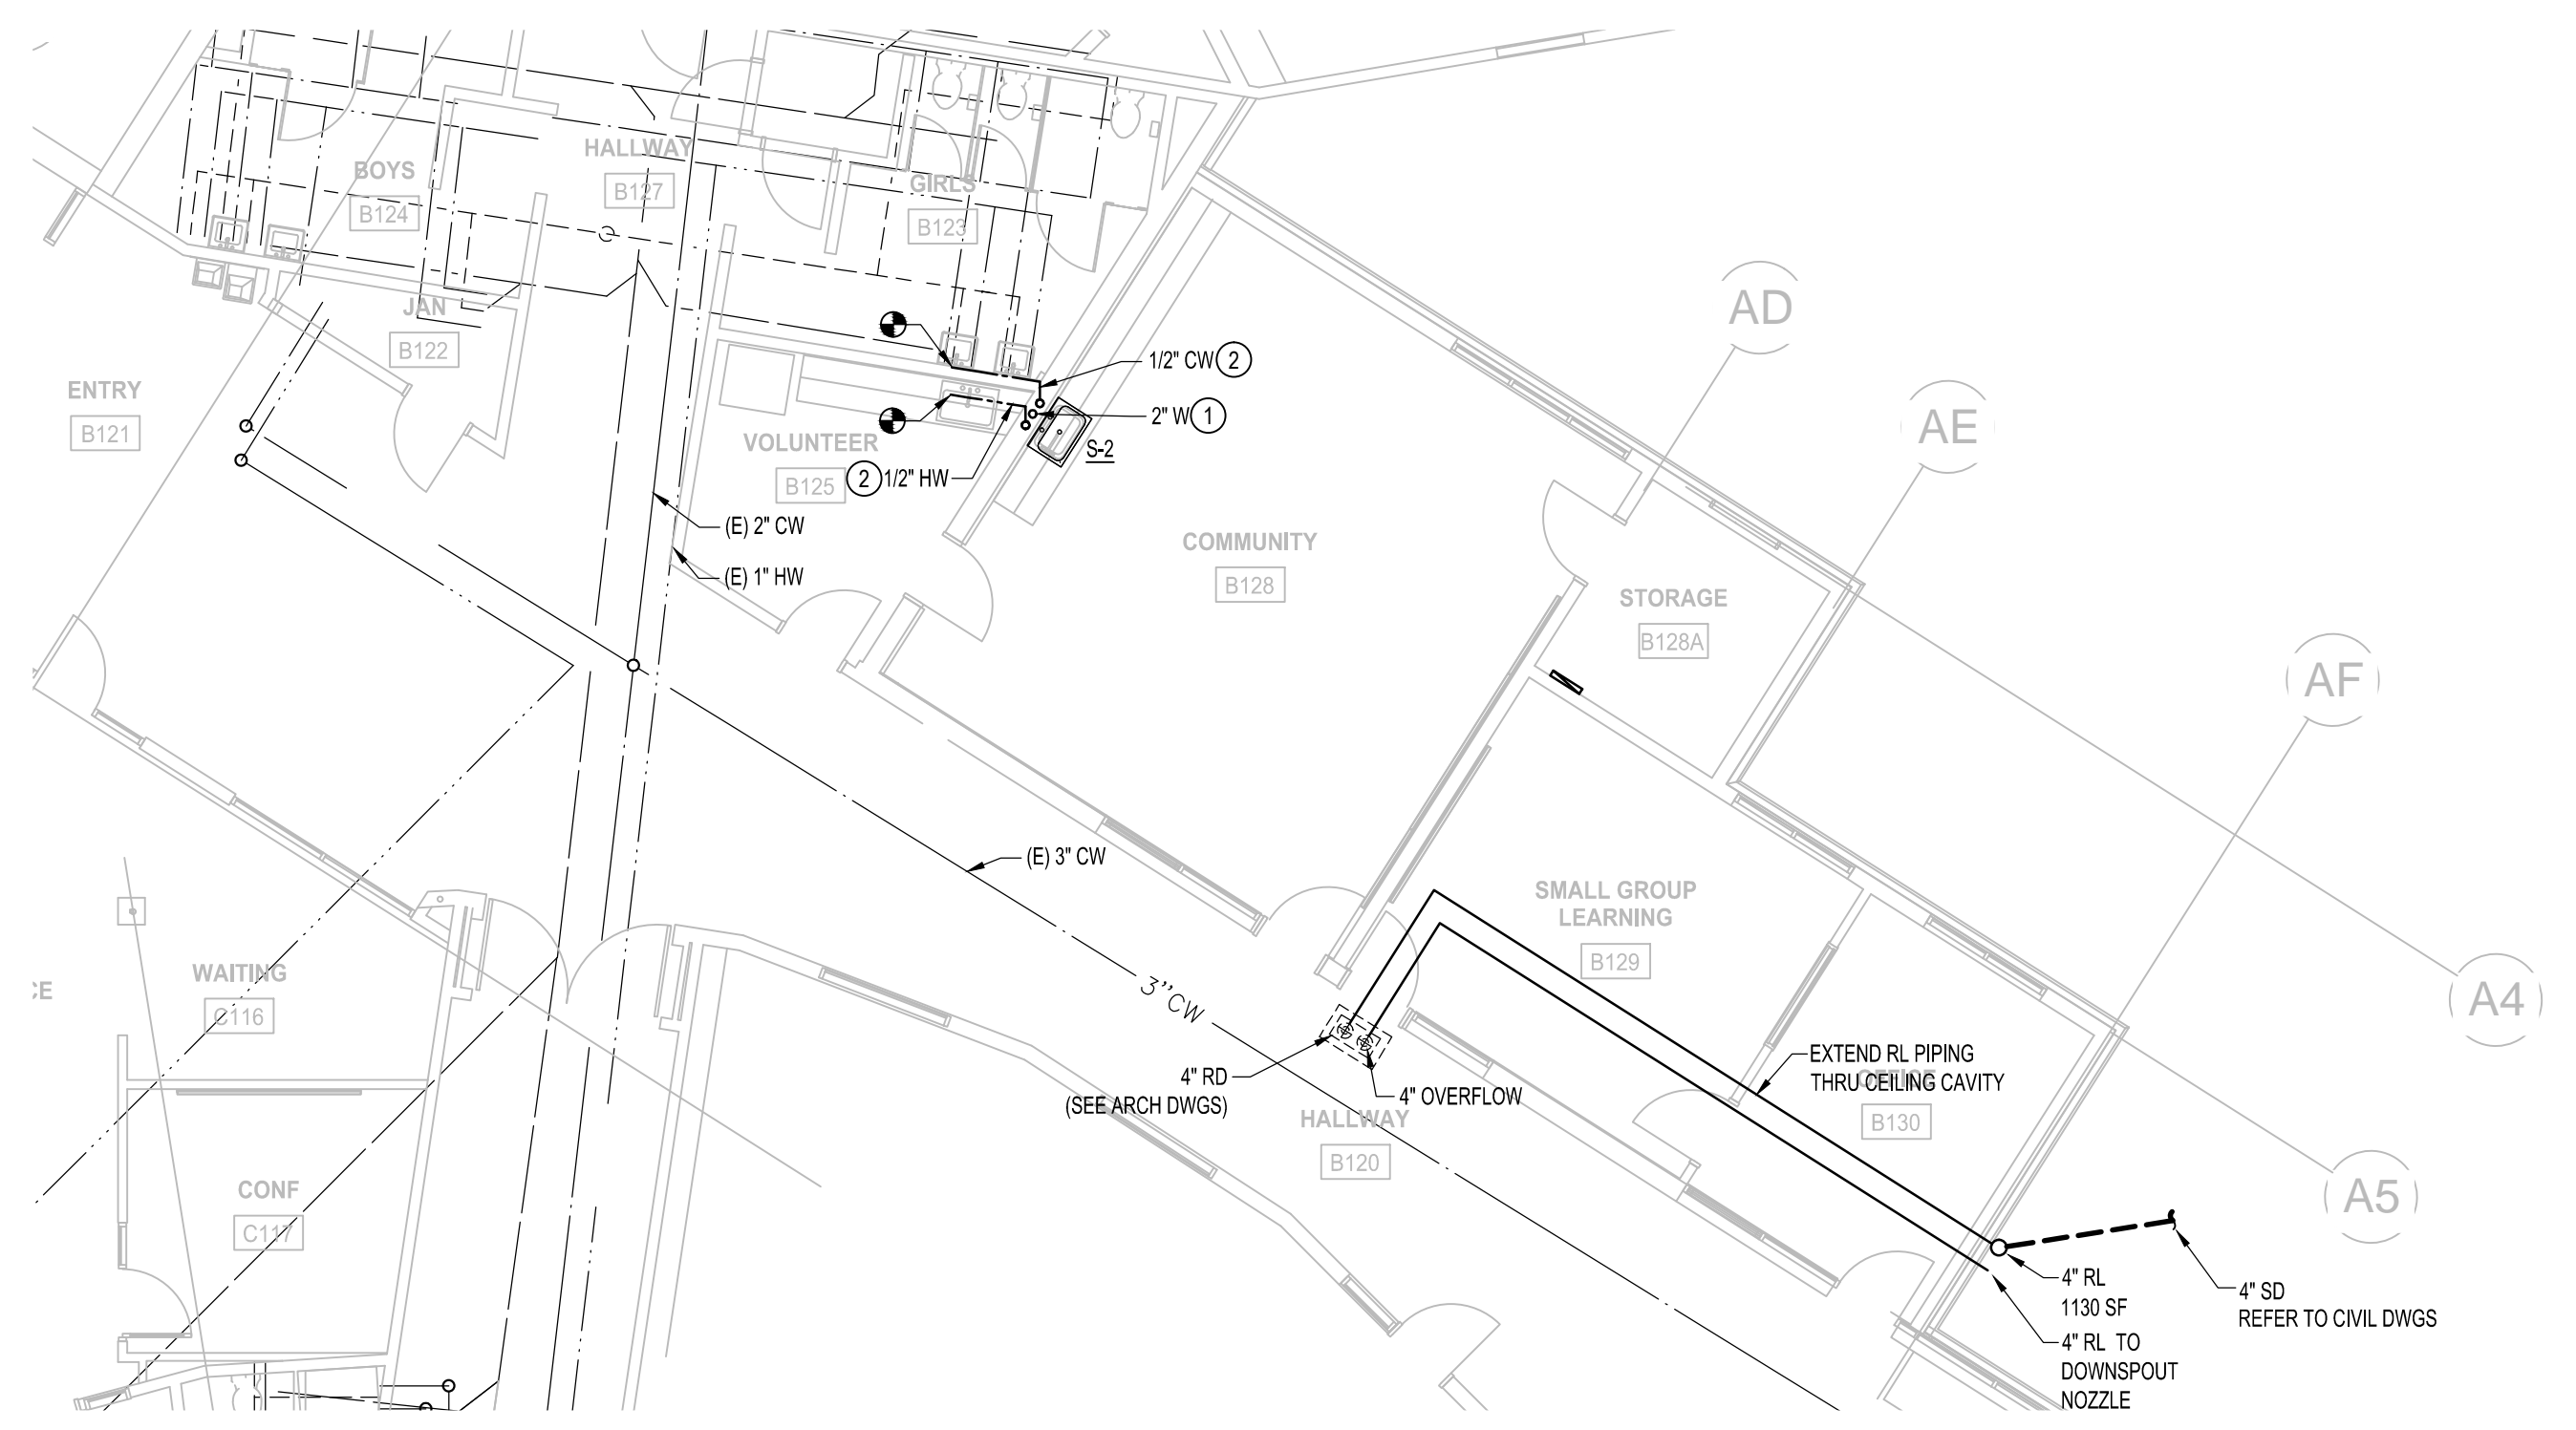 HALLWAY
B127
BOYS
B124
GIRLS
B123
JAN
B122
ENTRY
B121
AD
AE
AF
A4
A5
1/2" CW 2
2" W 1
S-2
VOLUNTEER
B125
2 1/2" HW
(E) 2" CW
(E) 1" HW
COMMUNITY
B128
STORAGE
B128A
(E) 3" CW
3" CW
SMALL GROUP
LEARNING
B129
WAITING
C116
CE
4" RD
(SEE ARCH DWGS)
4" OVERFLOW
HALLWAY
B120
EXTEND RL PIPING
THRU CEILING CAVITY
OFFICE
B130
CONF
C117
4" RL
1130 SF
4" RL TO
DOWNSPOUT
NOZZLE
4" SD
REFER TO CIVIL DWGS